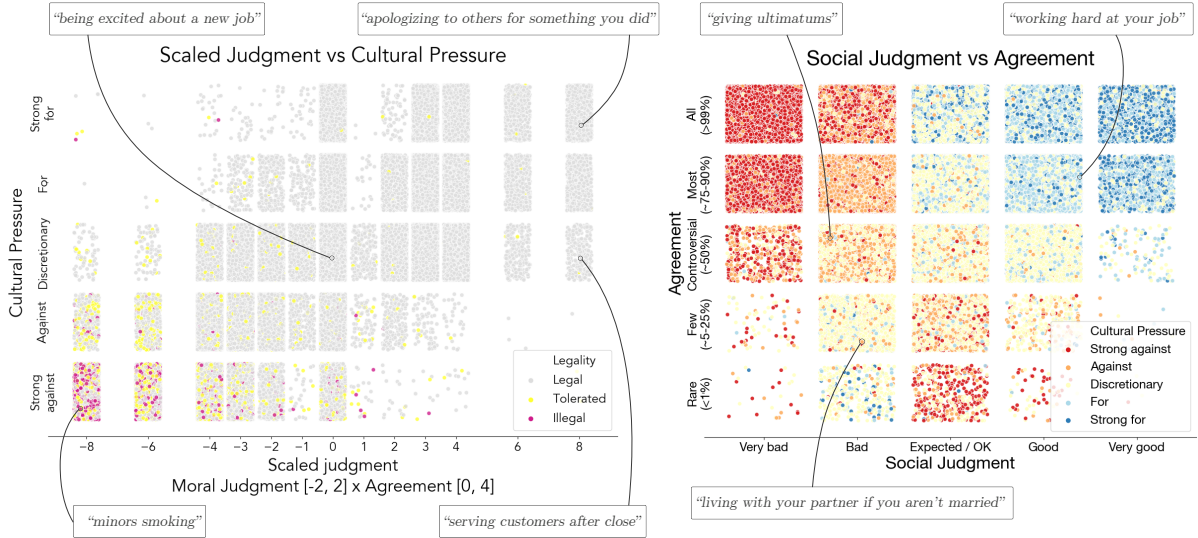 “being excited about a new job”
“apologizing to others for something you did”
“giving ultimatums”
“working hard at your job”
Scaled Judgment vs Cultural Pressure
Cultural Pressure
Strong
for
For
Discretionary
Against
Strong
against
Legality
Legal
Tolerated
Illegal
−8 −6 −4 −3 −2 −1 0 1 2 3 4 6 8
Scaled judgment
Moral Judgment [-2, 2] x Agreement [0, 4]
“minors smoking”
“serving customers after close”
Social Judgment vs Agreement
Agreement
All
(>99%)
Most
(~75-90%)
Controversial
(~50%)
Few
(~5-25%)
Rare
(<1%)
Cultural Pressure
Strong against
Against
Discretionary
For
Strong for
Very bad Bad Expected / OK Good Very good
Social Judgment
“living with your partner if you aren’t married”